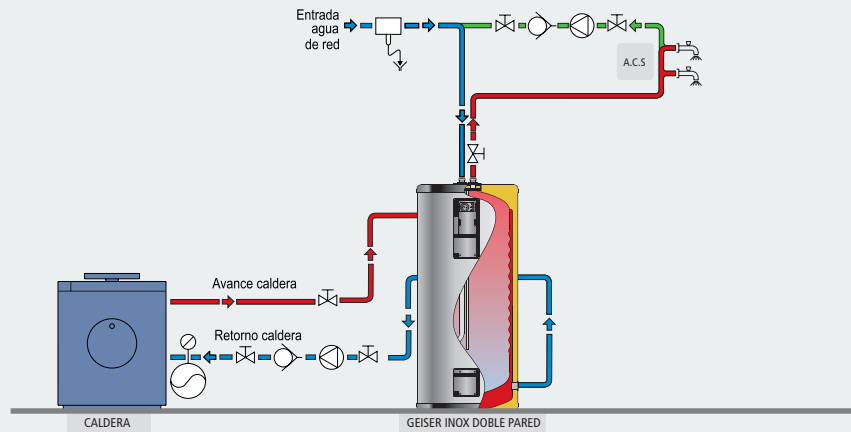 Entrada
agua
de red
A.C.S
Avance caldera
Retorno caldera
CALDERA
GEISER INOX DOBLE PARED